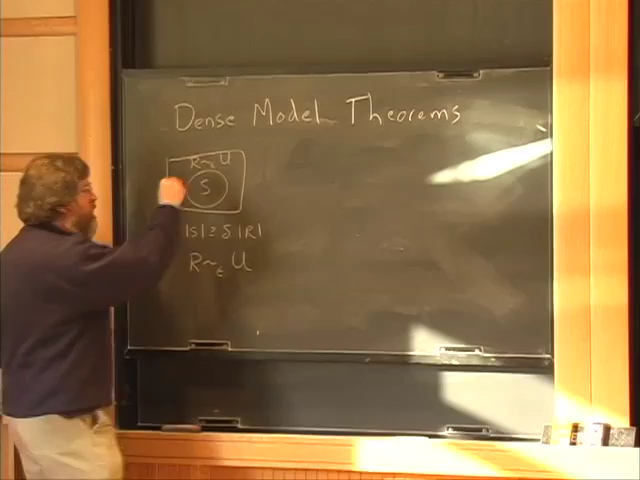 Dense Model Theorems
R ~ε U
S
|S| ≥ δ |R|
R ~ε U